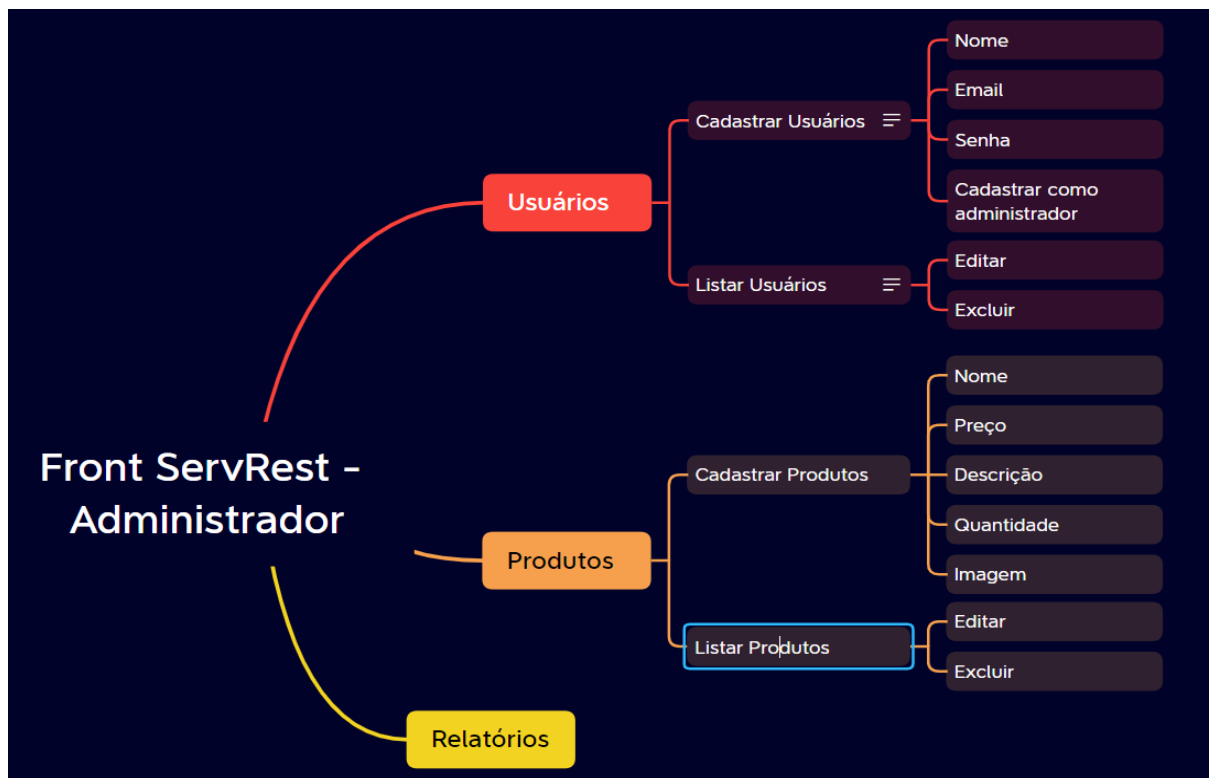 Front ServRest -
Administrador
Usuários
Cadastrar Usuários
Nome
Email
Senha
Cadastrar como
administrador
Listar Usuários
Editar
Excluir
Produtos
Cadastrar Produtos
Nome
Preço
Descrição
Quantidade
Imagem
Listar Produtos
Editar
Excluir
Relatórios